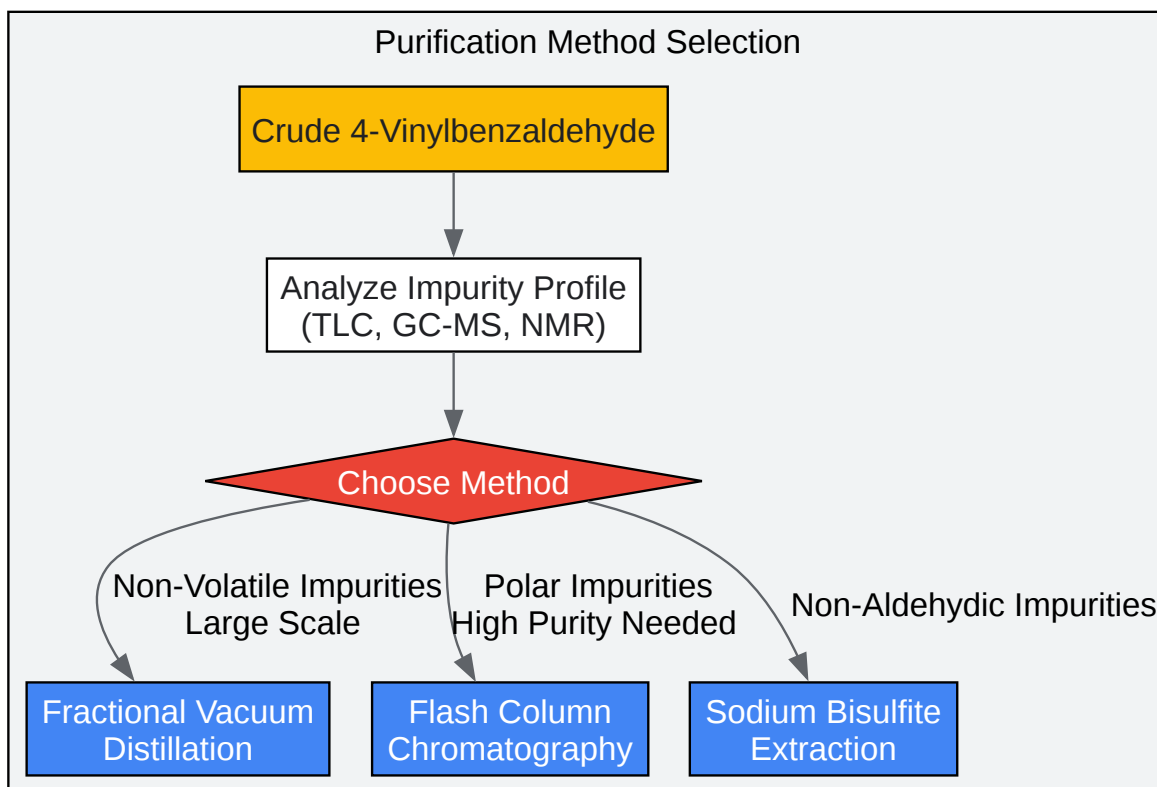 Purification Method Selection
Crude 4-Vinylbenzaldehyde
Analyze Impurity Profile
(TLC, GC-MS, NMR)
Choose Method
Non-Volatile Impurities
Large Scale
Polar Impurities
High Purity Needed
Non-Aldehydic Impurities
Fractional Vacuum
Distillation
Flash Column
Chromatography
Sodium Bisulfite
Extraction